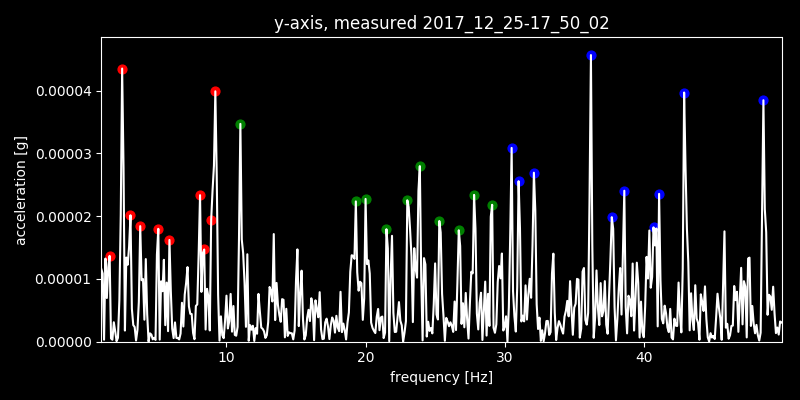 y-axis, measured 2017_12_25-17_50_02
acceleration [g]
0.00004
0.00003
0.00002
0.00001
0.00000
10 20 30 40
frequency [Hz]